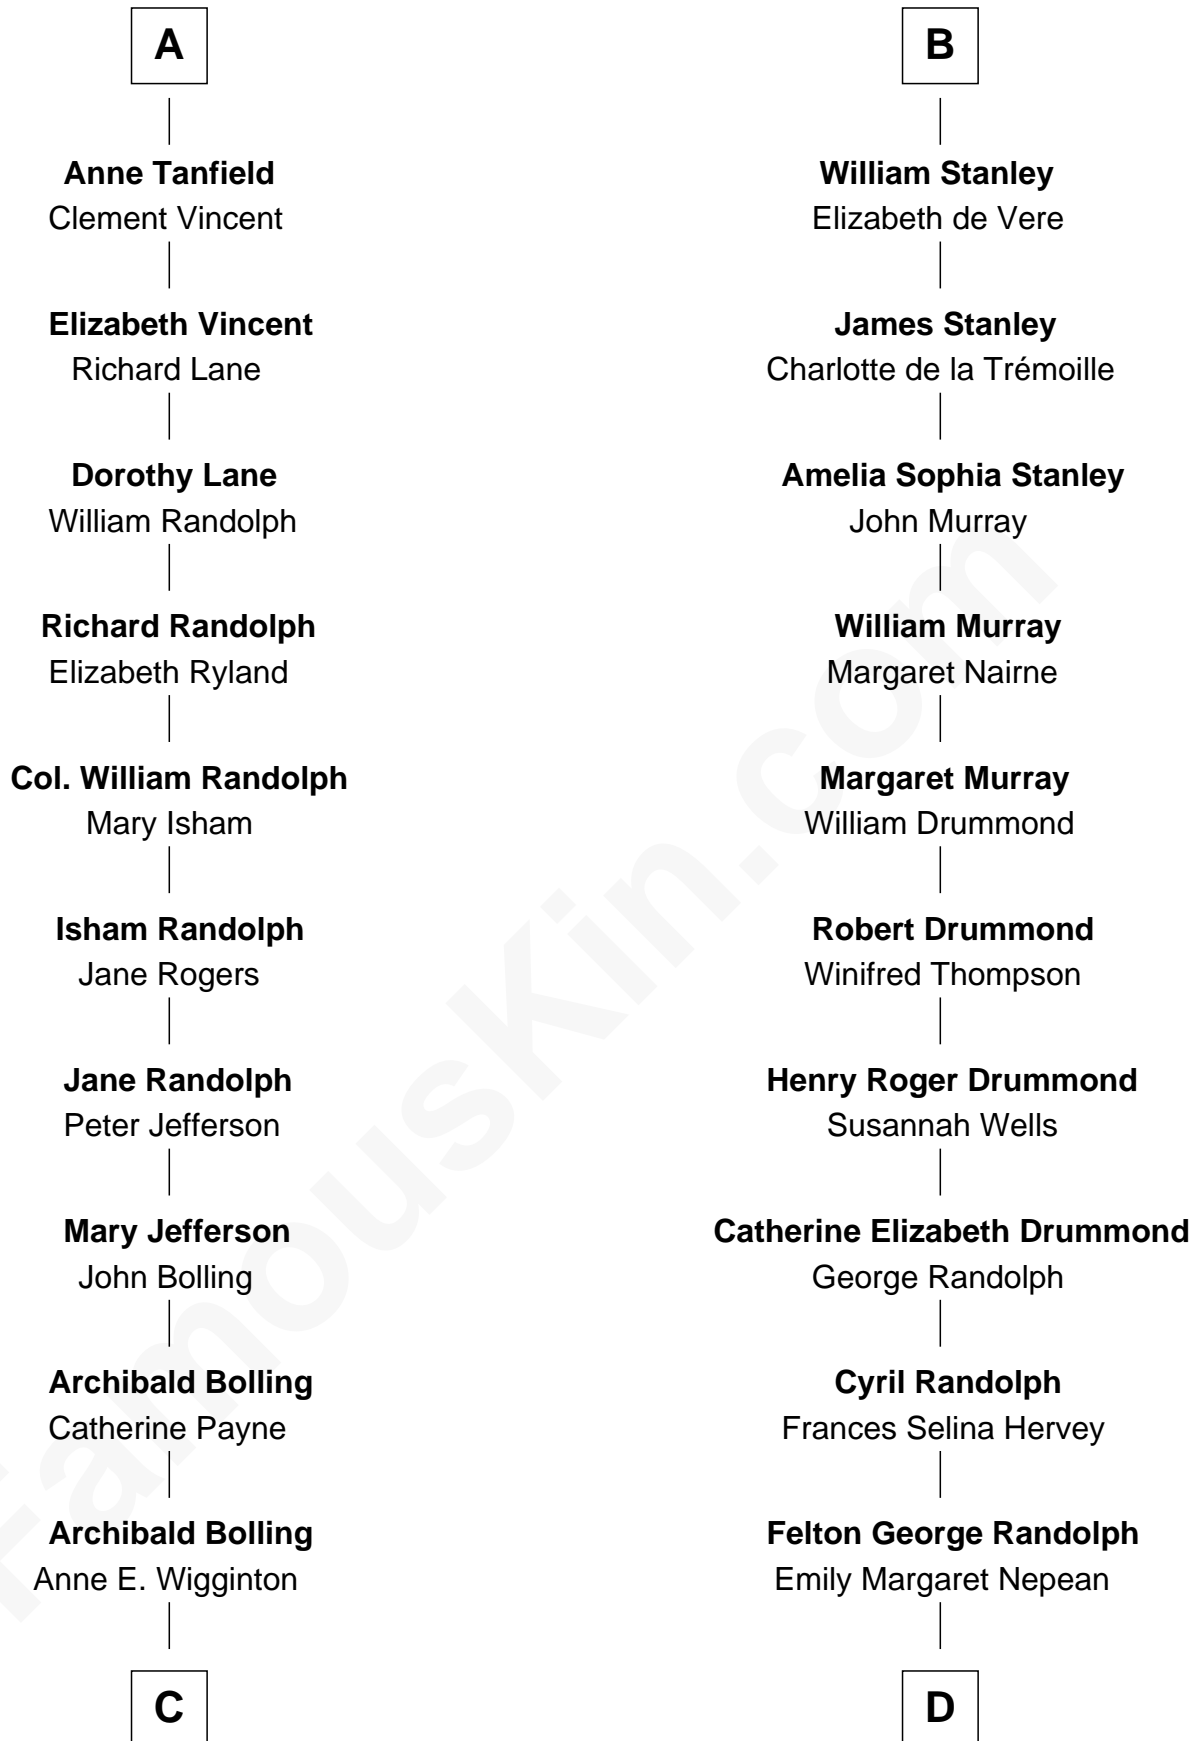 A
Anne Tanfield
Clement Vincent
Elizabeth Vincent
Richard Lane
Dorothy Lane
William Randolph
Richard Randolph
Elizabeth Ryland
Col. William Randolph
Mary Isham
Isham Randolph
Jane Rogers
Jane Randolph
Peter Jefferson
Mary Jefferson
John Bolling
Archibald Bolling
Catherine Payne
Archibald Bolling
Anne E. Wigginton
C
B
William Stanley
Elizabeth de Vere
James Stanley
Charlotte de la Trémoille
Amelia Sophia Stanley
John Murray
William Murray
Margaret Nairne
Margaret Murray
William Drummond
Robert Drummond
Winifred Thompson
Henry Roger Drummond
Susannah Wells
Catherine Elizabeth Drummond
George Randolph
Cyril Randolph
Frances Selina Hervey
Felton George Randolph
Emily Margaret Nepean
D
FamousKin.com